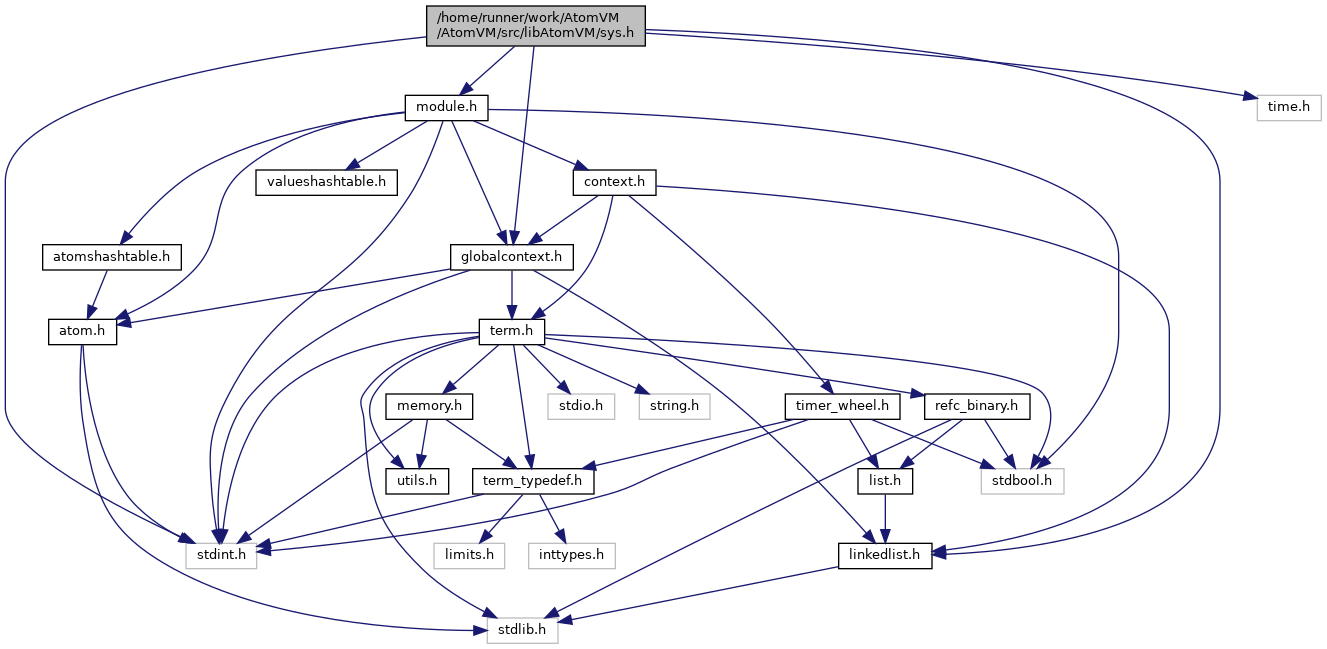 /home/runner/work/AtomVM
/AtomVM/src/libAtomVM/sys.h
module.h
time.h
valueshashtable.h
context.h
atomshashtable.h
globalcontext.h
atom.h
term.h
memory.h
stdio.h
string.h
timer_wheel.h
refc_binary.h
utils.h
term_typedef.h
list.h
stdbool.h
stdint.h
limits.h
inttypes.h
linkedlist.h
stdlib.h